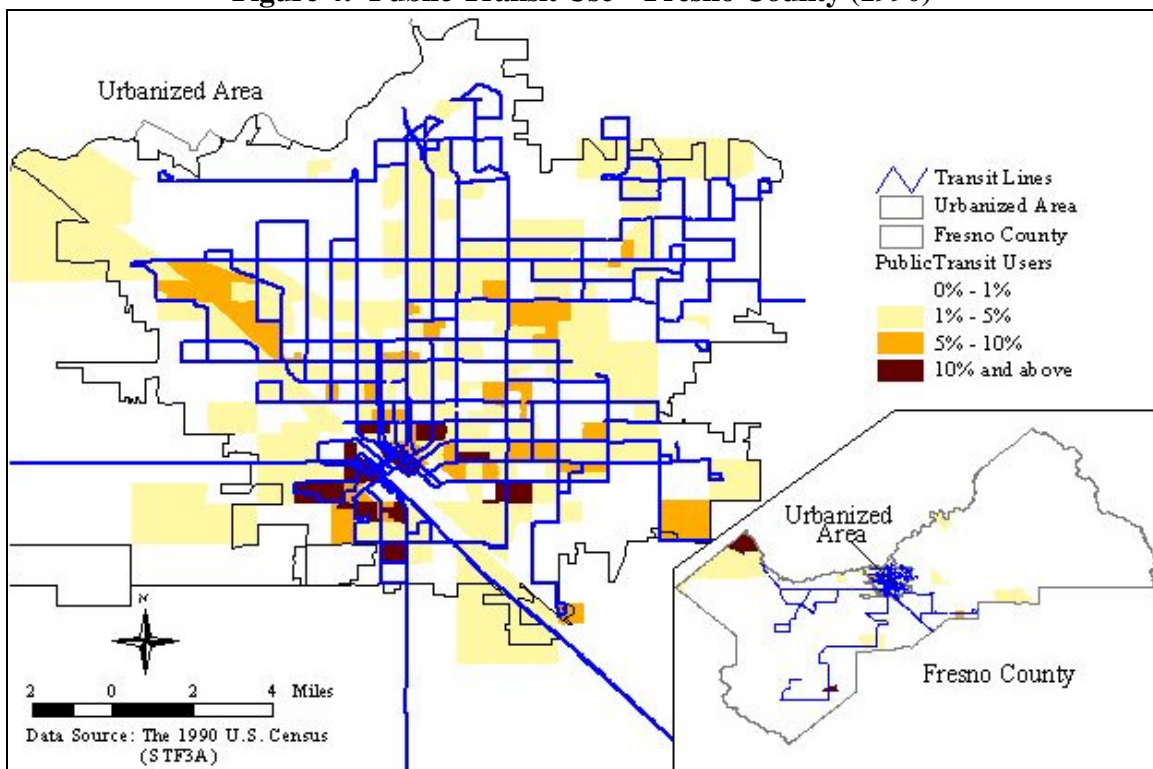 Figure 4: Public Transit Use - Fresno County (1990)
Urbanized Area
Transit Lines
Urbanized Area
Fresno County
Public Transit Users
0% - 1%
1% - 5%
5% - 10%
10% and above
Urbanized
Area
Fresno County
N
2 0 2 4 Miles
Data Source: The 1990 U.S. Census
(STF3A)